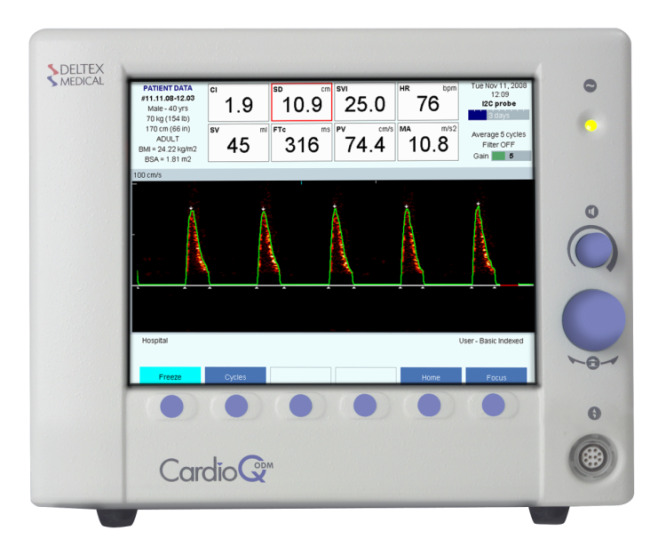 DELTEX
MEDICAL
PATIENT DATA
#11.11.08-12.03
Male - 40 yrs
70 kg (154 lb)
170 cm (66 in)
ADULT
BMI = 24.22 kg/m2
BSA = 1.81 m2
CI
1.9
SD cm
10.9
SVI
25.0
HR bpm
76
SV ml
45
FTc ms
316
PV cm/s
74.4
MA m/s2
10.8
Tue Nov 11, 2008
12:09
I2C probe
days
Average 5 cycles
Filter OFF
Gain 5
100 cm/s
Hospital User - Basic Indexed
Freeze Cycles Home Focus
CardioQ ODM